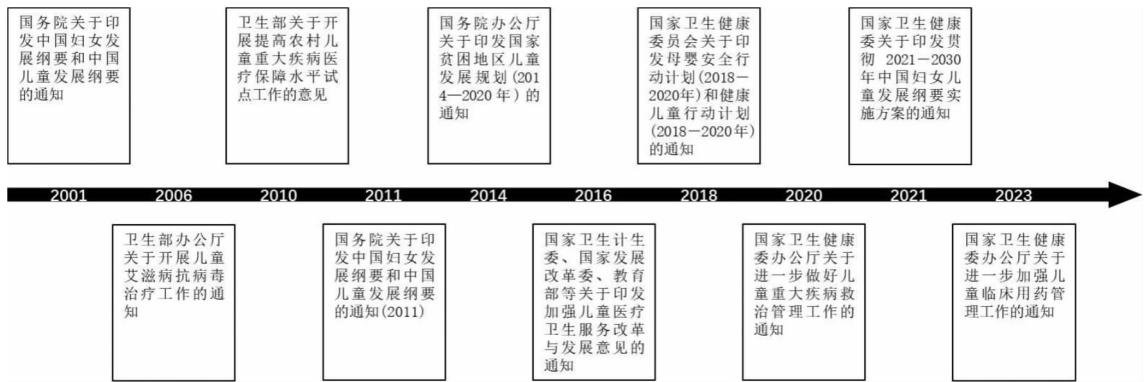 国务院关于印
发中国妇女发
展纲要和中国
儿童发展纲要
的通知
卫生部关于开
展提高农村儿
童重大疾病医
疗保障水平试
点工作的意见
国务院办公厅
关于印发国家
贫困地区儿童
发展规划(201
4—2020年)的
通知
国家卫生健康
委员会关于印
发母婴安全行
动计划(2018－
2020年)和健康
儿童行动计划
(2018－2020年)
的通知
国家卫生健康
委关于印发贯
彻 2021－2030
年中国妇女儿
童发展纲要实
施方案的通知
2001 2006 2010 2011 2014 2016 2018 2020 2021 2023
卫生部办公厅
关于开展儿童
艾滋病抗病毒
治疗工作的通
知
国务院关于印
发中国妇女发
展纲要和中国
儿童发展纲要
的通知(2011)
国家卫生计生
委、国家发展
改革委、教育
部等关于印发
加强儿童医疗
卫生服务改革
与发展意见的
通知
国家卫生健康
委办公厅关于
进一步做好儿
童重大疾病救
治管理工作的
通知
国家卫生健康
委办公厅关于
进一步加强儿
童临床用药管
理工作的通知